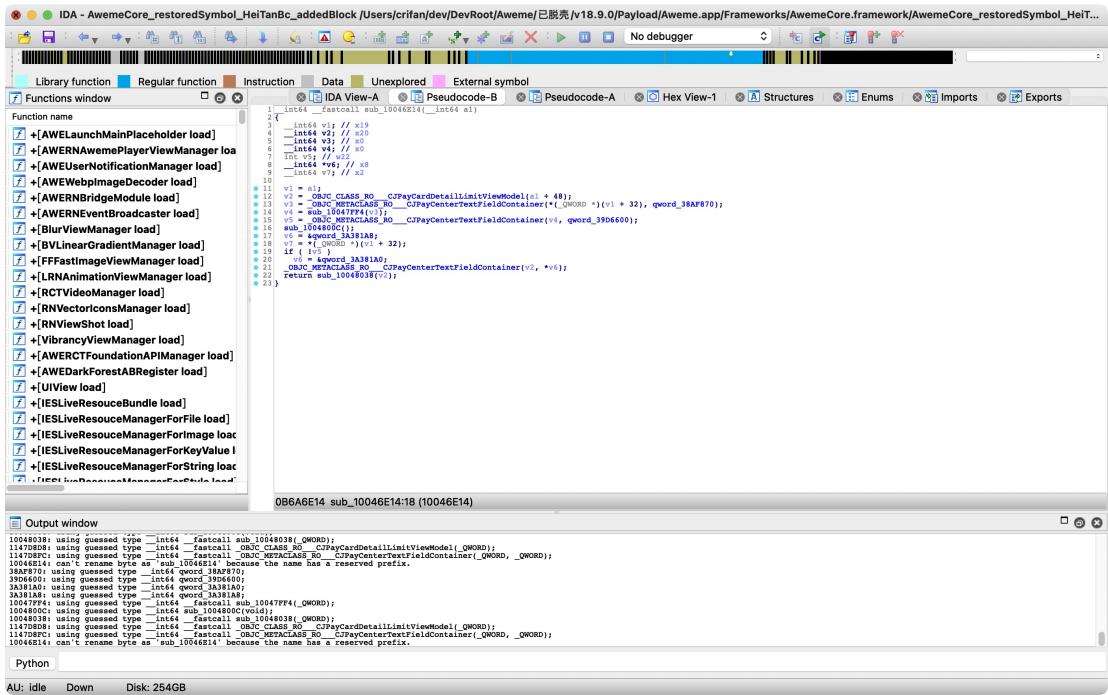 IDA - AwemeCore_restoredSymbol_HeiTanBc_addedBlock /Users/crifan/dev/DevRoot/Aweme/已脱壳/v18.9.0/Payload/Aweme.app/Frameworks/AwemeCore.framework/AwemeCore_restoredSymbol_HeiT...
No debugger
Library function Regular function Instruction Data Unexplored External symbol
Functions window
IDA View-A Pseudocode-B Pseudocode-A Hex View-1 Structures Enums Imports Exports
Function name
+[AWELaunchMainPlaceholder load]
+[AWERNAwemePlayerViewManager loa
+[AWEUserNotificationManager load]
+[AWEWebpImageDecoder load]
+[AWERNBridgeModule load]
+[AWERNEventBroadcaster load]
+[BlurViewManager load]
+[BVLinearGradientManager load]
+[FFFastImageViewManager load]
+[LRNAnimationViewManager load]
+[RCTVideoManager load]
+[RNVectorIconsManager load]
+[RNViewShot load]
+[VibrancyViewManager load]
+[AWERCTFoundationAPIManager load]
+[AWEDarkForestABRegister load]
+[UIView load]
+[IESLiveResouceBundle load]
+[IESLiveResouceManagerForFile load]
+[IESLiveResouceManagerForImage load
+[IESLiveResouceManagerForKeyValue l
+[IESLiveResouceManagerForString load
+[IESLiveResouceManagerForStyle load]
1 __int64 __fastcall sub_10046E14(__int64 a1)
2 {
3 __int64 v1; // x19
4 __int64 v2; // x20
5 __int64 v3; // x0
6 __int64 v4; // x0
7 int v5; // w22
8 __int64 *v6; // x8
9 __int64 v7; // x2
10
11 v1 = a1;
12 v2 = _OBJC_CLASS_RO___CJPayCardDetailLimitViewModel(a1 + 48);
13 v3 = _OBJC_METACLASS_RO___CJPayCenterTextFieldContainer(*(_QWORD *)(v1 + 32), qword_38AF870);
14 v4 = sub_10047FF4(v3);
15 v5 = _OBJC_METACLASS_RO___CJPayCenterTextFieldContainer(v4, qword_39D6600);
16 sub_1004800C();
17 v6 = &qword_3A381A8;
18 v7 = *(_QWORD *)(v1 + 32);
19 if ( !v5 )
20 v6 = &qword_3A381A0;
21 _OBJC_METACLASS_RO___CJPayCenterTextFieldContainer(v2, *v6);
22 return sub_10048038(v2);
23 }
0B6A6E14 sub_10046E14:18 (10046E14)
Output window
10048038: using guessed type __int64 __fastcall sub_10048038(_QWORD);
1147D8D8: using guessed type __int64 __fastcall _OBJC_CLASS_RO___CJPayCardDetailLimitViewModel(_QWORD);
1147D8FC: using guessed type __int64 __fastcall _OBJC_METACLASS_RO___CJPayCenterTextFieldContainer(_QWORD, _QWORD);
10046E14: can't rename byte as 'sub_10046E14' because the name has a reserved prefix.
38AF870: using guessed type __int64 qword_38AF870;
39D6600: using guessed type __int64 qword_39D6600;
3A381A0: using guessed type __int64 qword_3A381A0;
3A381A8: using guessed type __int64 qword_3A381A8;
10047FF4: using guessed type __int64 __fastcall sub_10047FF4(_QWORD);
1004800C: using guessed type __int64 sub_1004800C(void);
10048038: using guessed type __int64 __fastcall sub_10048038(_QWORD);
1147D8D8: using guessed type __int64 __fastcall _OBJC_CLASS_RO___CJPayCardDetailLimitViewModel(_QWORD);
1147D8FC: using guessed type __int64 __fastcall _OBJC_METACLASS_RO___CJPayCenterTextFieldContainer(_QWORD, _QWORD);
10046E14: can't rename byte as 'sub_10046E14' because the name has a reserved prefix.
Python
AU: idle Down Disk: 254GB